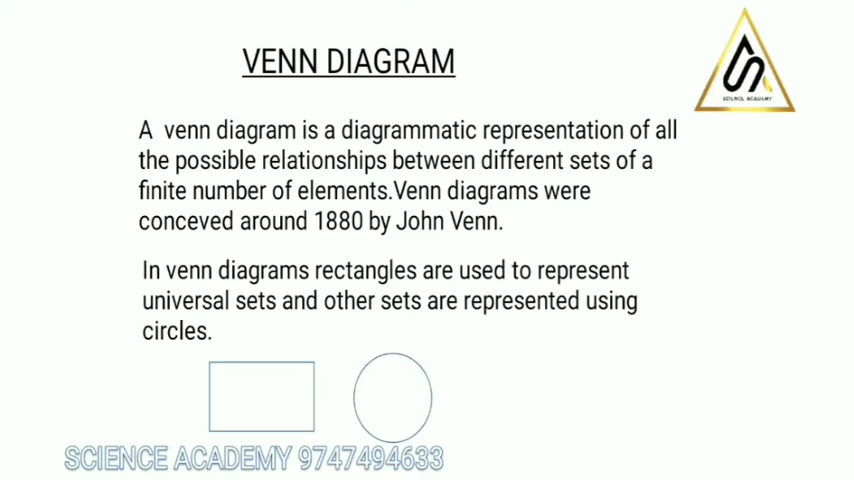 VENN DIAGRAM
SCIENCE ACADEMY
A venn diagram is a diagrammatic representation of all
the possible relationships between different sets of a
finite number of elements.Venn diagrams were
conceved around 1880 by John Venn.
In venn diagrams rectangles are used to represent
universal sets and other sets are represented using
circles.
SCIENCE ACADEMY 9747494633